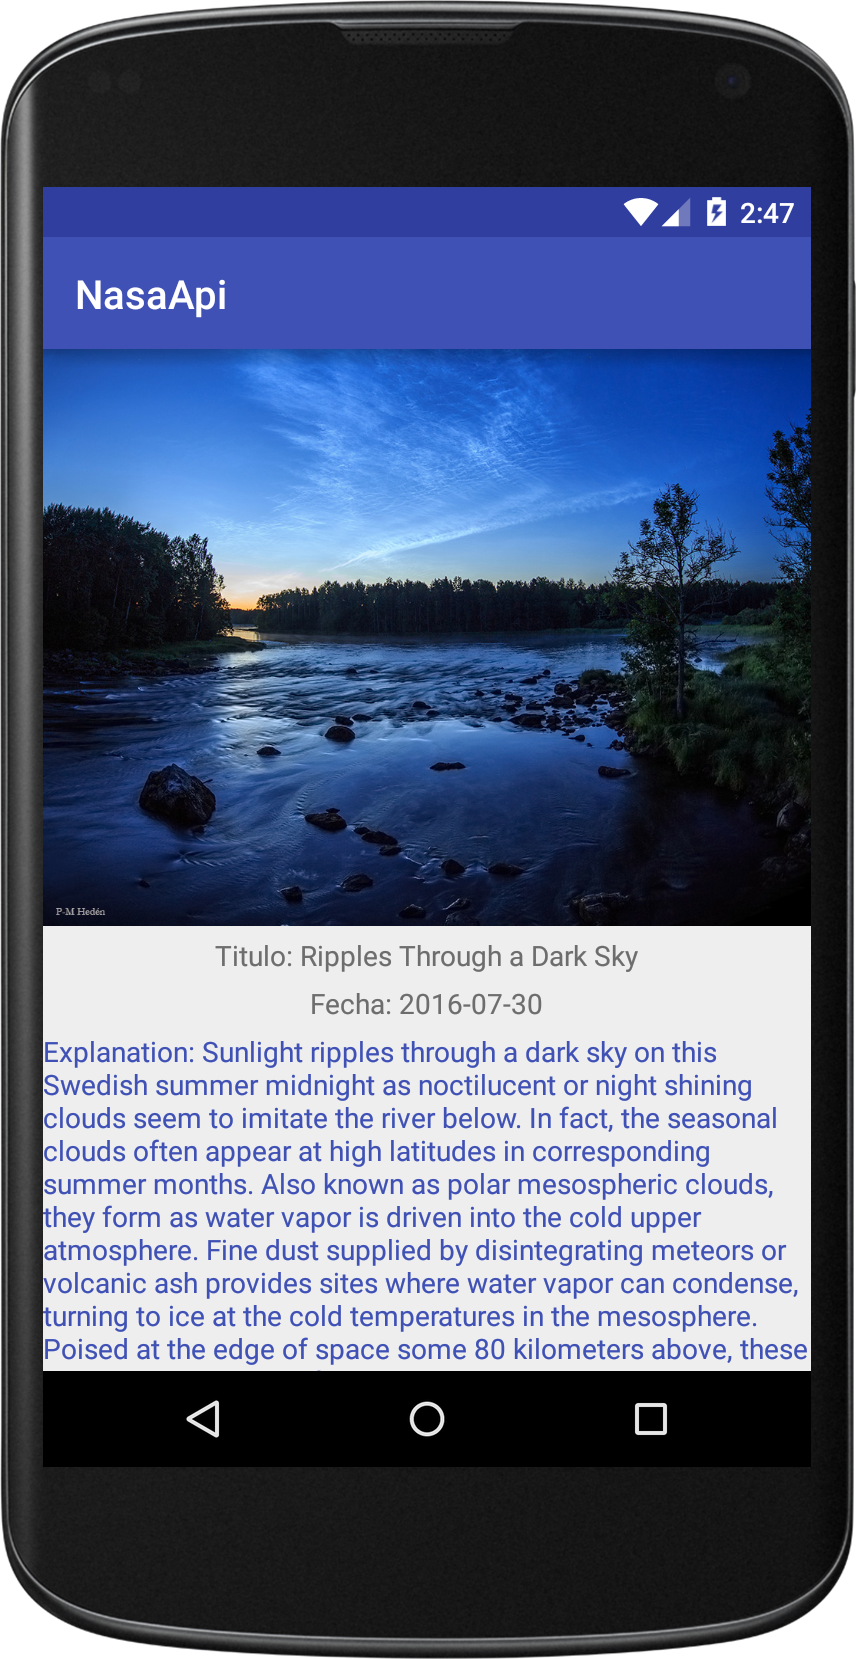 2:47
NasaApi
P-M Hedén
Titulo: Ripples Through a Dark Sky
Fecha: 2016-07-30
Explanation: Sunlight ripples through a dark sky on this
Swedish summer midnight as noctilucent or night shining
clouds seem to imitate the river below. In fact, the seasonal
clouds often appear at high latitudes in corresponding
summer months. Also known as polar mesospheric clouds,
they form as water vapor is driven into the cold upper
atmosphere. Fine dust supplied by disintegrating meteors or
volcanic ash provides sites where water vapor can condense,
turning to ice at the cold temperatures in the mesosphere.
Poised at the edge of space some 80 kilometers above, these